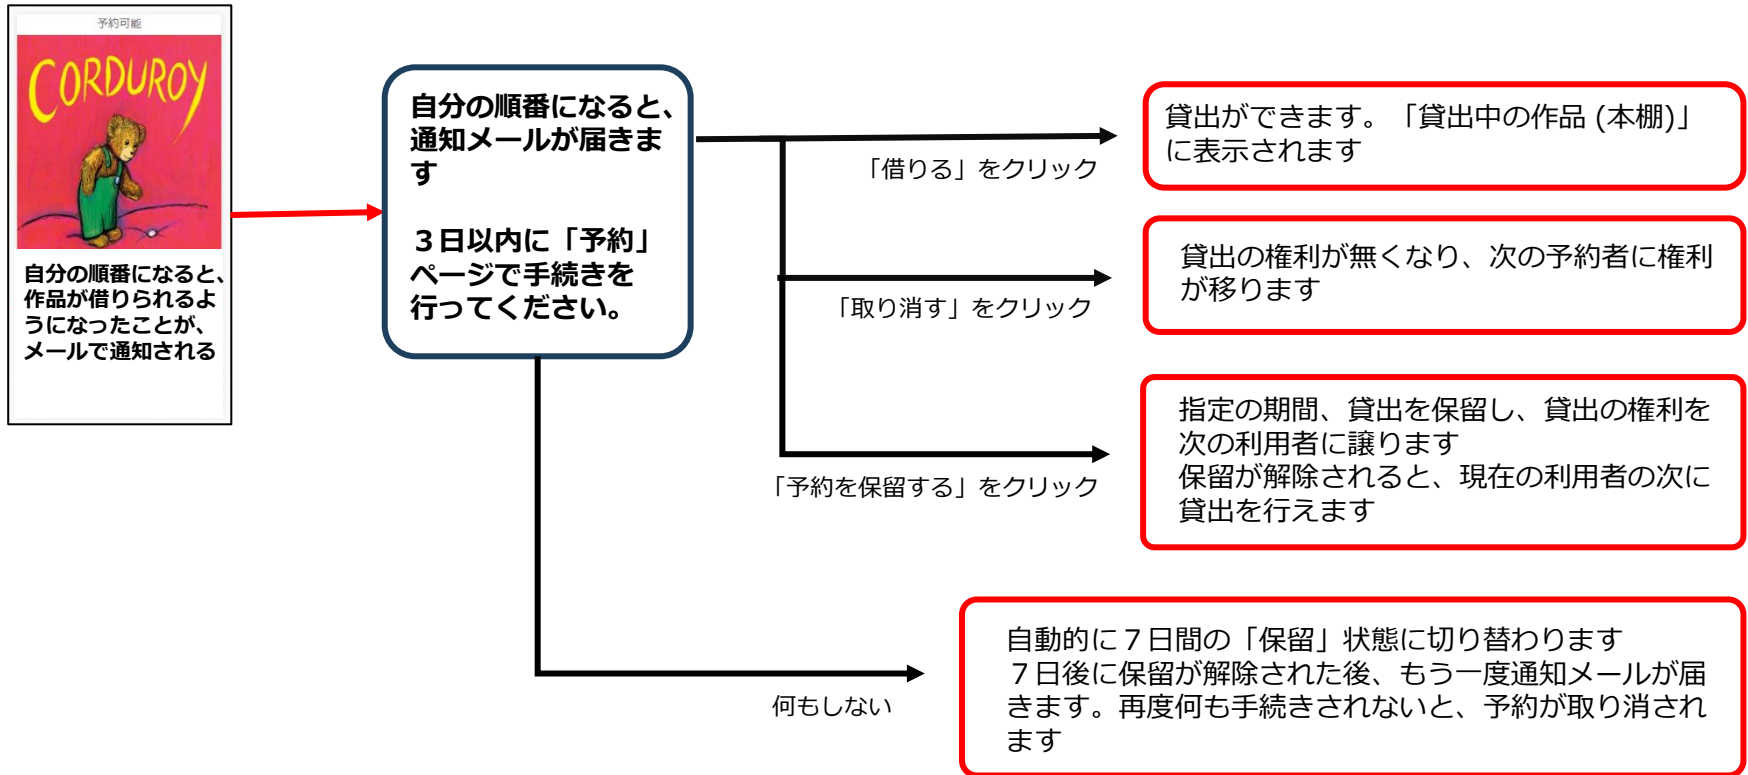 予約可能
CORDUROY
自分の順番になると、
作品が借りられるよ
うになったことが、
メールで通知される
自分の順番になると、
通知メールが届きま
す
３日以内に「予約」
ページで手続きを
行ってください。
「借りる」をクリック
貸出ができます。「貸出中の作品 (本棚)」
に表示されます
「取り消す」をクリック
貸出の権利が無くなり、次の予約者に権利
が移ります
「予約を保留する」をクリック
指定の期間、貸出を保留し、貸出の権利を
次の利用者に譲ります
保留が解除されると、現在の利用者の次に
貸出を行えます
何もしない
自動的に７日間の「保留」状態に切り替わります
７日後に保留が解除された後、もう一度通知メールが届
きます。再度何も手続きされないと、予約が取り消され
ます